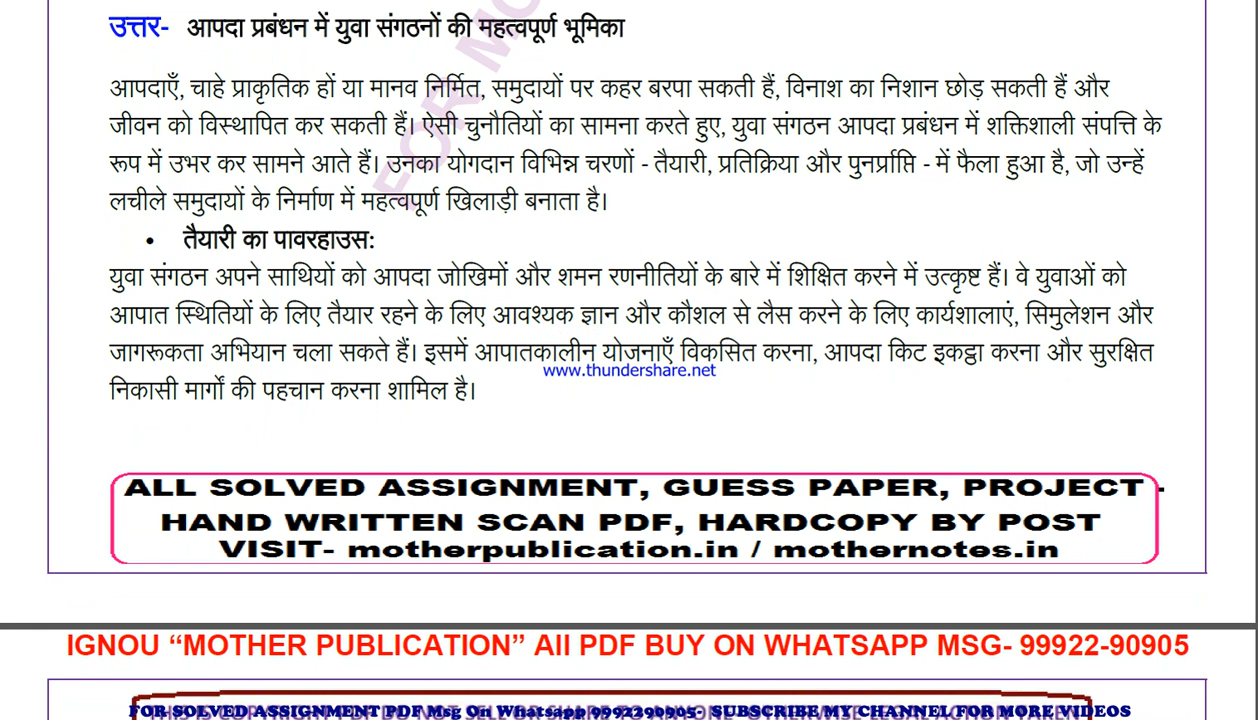 उत्तर- आपदा प्रबंधन में युवा संगठनों की महत्वपूर्ण भूमिका
आपदाएँ, चाहे प्राकृतिक हों या मानव निर्मित, समुदायों पर कहर बरपा सकती हैं, विनाश का निशान छोड़ सकती हैं और
जीवन को विस्थापित कर सकती हैं। ऐसी चुनौतियों का सामना करते हुए, युवा संगठन आपदा प्रबंधन में शक्तिशाली संपत्ति के
रूप में उभर कर सामने आते हैं। उनका योगदान विभिन्न चरणों - तैयारी, प्रतिक्रिया और पुनर्प्राप्ति - में फैला हुआ है, जो उन्हें
लचीले समुदायों के निर्माण में महत्वपूर्ण खिलाड़ी बनाता है।
• तैयारी का पावरहाउस:
युवा संगठन अपने साथियों को आपदा जोखिमों और शमन रणनीतियों के बारे में शिक्षित करने में उत्कृष्ट हैं। वे युवाओं को
आपात स्थितियों के लिए तैयार रहने के लिए आवश्यक ज्ञान और कौशल से लैस करने के लिए कार्यशालाएं, सिमुलेशन और
जागरूकता अभियान चला सकते हैं। इसमें आपातकालीन योजनाएँ विकसित करना, आपदा किट इकट्ठा करना और सुरक्षित
www.thundershare.net
निकासी मार्गों की पहचान करना शामिल है।
FOR MO
ALL SOLVED ASSIGNMENT, GUESS PAPER, PROJECT -
HAND WRITTEN SCAN PDF, HARDCOPY BY POST
VISIT- motherpublication.in / mothernotes.in
IGNOU “MOTHER PUBLICATION” All PDF BUY ON WHATSAPP MSG- 99922-90905
FOR SOLVED ASSIGNMENT PDF Msg On Whatsapp 9992290905- SUBSCRIBE MY CHANNEL FOR MORE VIDEOS